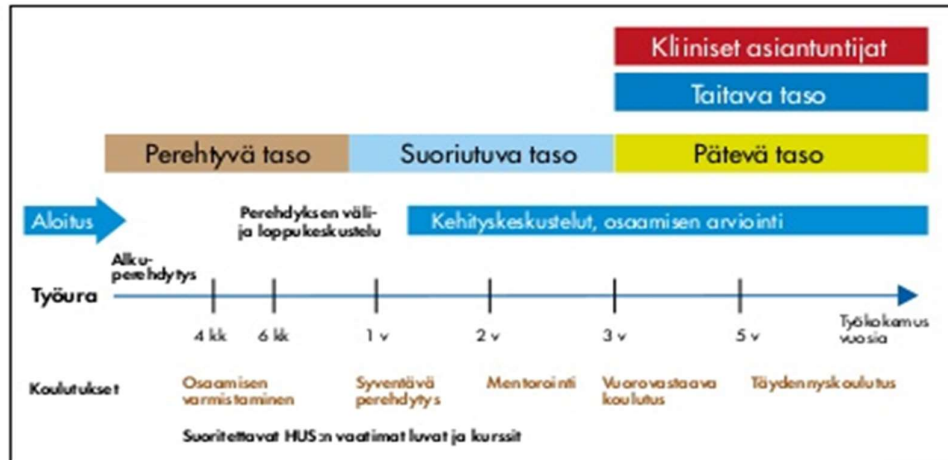 Kliiniset asiantuntijat
Taitava taso
Perehtyvä taso
Suoriutuva taso
Pätevä taso
Aloitus
Perehdyksen väli-
ja loppukeskustelu
Kehityskeskustelut, osaamisen arviointi
Alku-
perehdytys
Työura
4 kk
6 kk
1 v
2 v
3 v
5 v
Työkokemus
vuosia
Koulutukset
Osaamisen
varmistaminen
Syventävä
perehdytys
Mentorointi
Vuorovastaava
koulutus
Täydennyskoulutus
Suoritettavat HUS:n vaatimat luvat ja kurssit